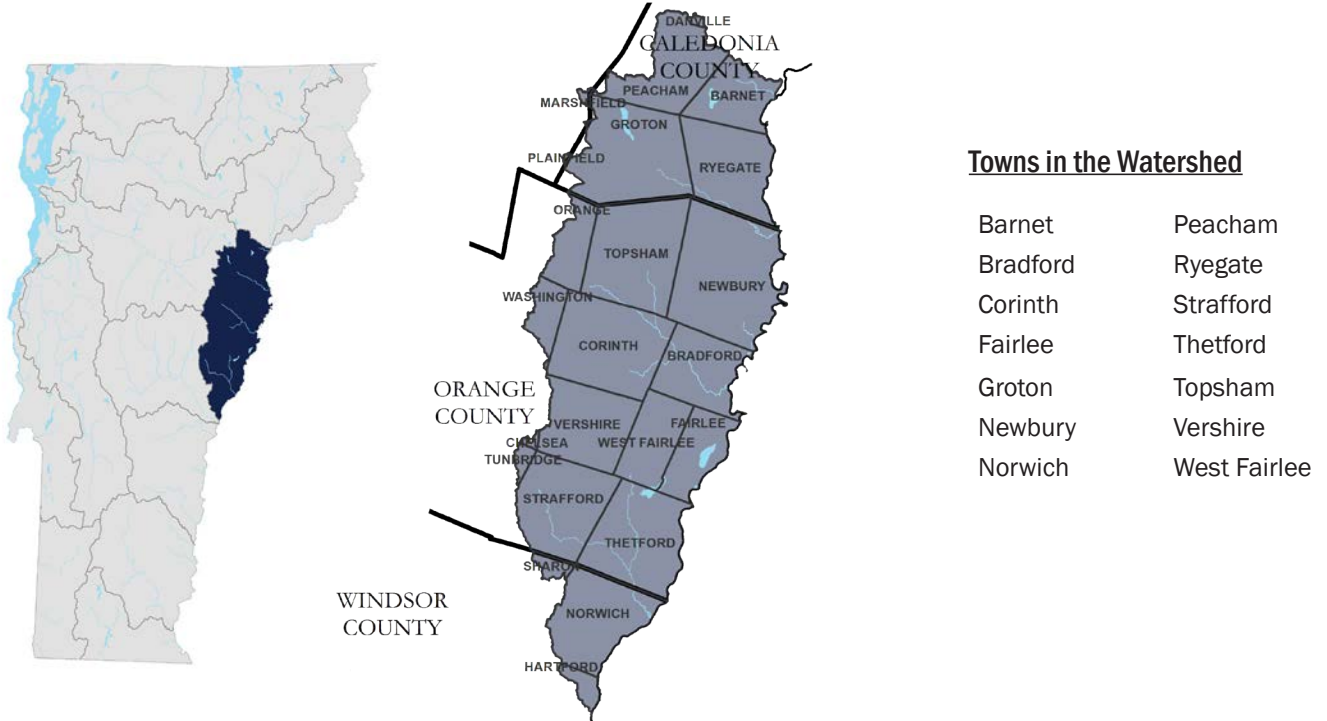 DANVILLE
CALEDONIA
COUNTY
PEACHAM
BARNET
MARSHFIELD
GROTON
PLAINFIELD
RYEGATE
ORANGE
TOPSHAM
NEWBURY
WASHINGTON
CORINTH
BRADFORD
ORANGE
COUNTY
VERSHIRE
FAIRLEE
CHELSEA
WEST FAIRLEE
TUNBRIDGE
STRAFFORD
THETFORD
SHARON
WINDSOR
COUNTY
NORWICH
HARTFORD
Towns in the Watershed
Barnet
Bradford
Corinth
Fairlee
Groton
Newbury
Norwich
Peacham
Ryegate
Strafford
Thetford
Topsham
Vershire
West Fairlee